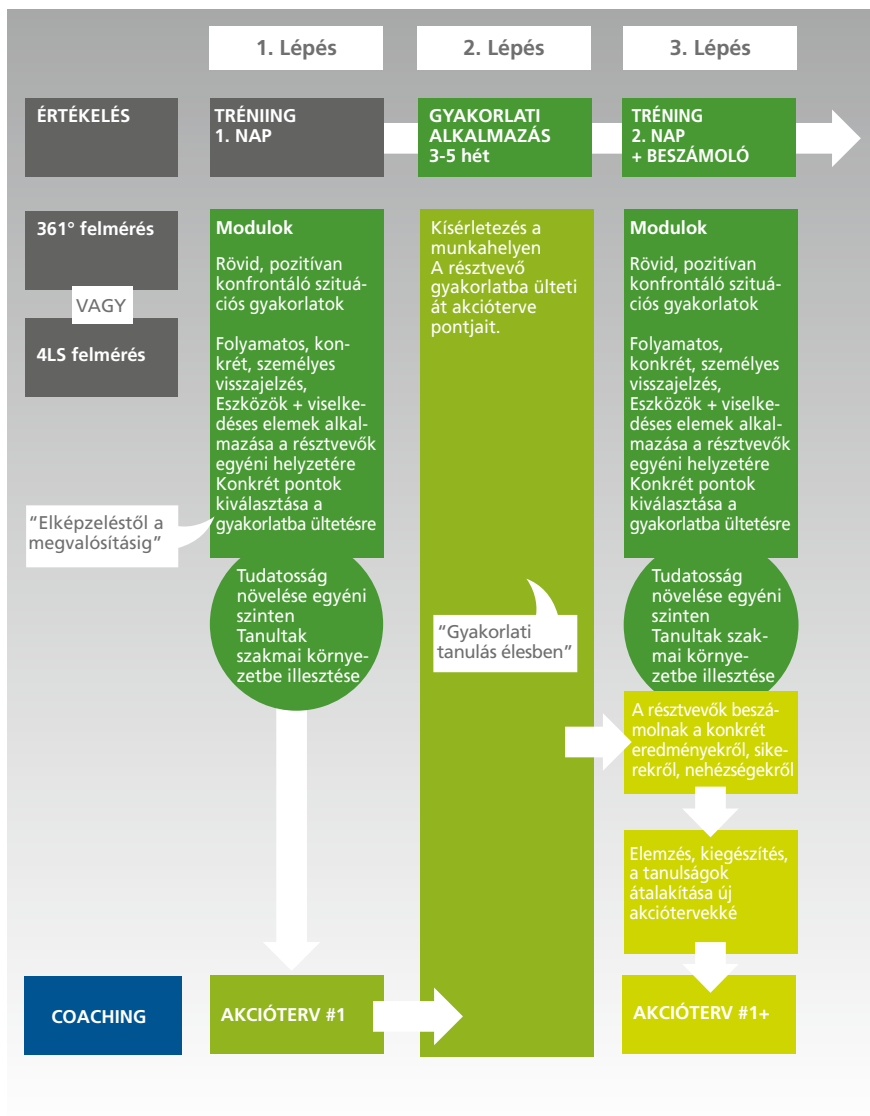 1. Lépés
2. Lépés
3. Lépés
ÉRTÉKELÉS
TRÉNIING
1. NAP
GYAKORLATI
ALKALMAZÁS
3-5 hét
TRÉNING
2. NAP
+ BESZÁMOLÓ
361° felmérés
VAGY
4LS felmérés
Modulok
Rövid, pozitívan
konfrontáló szituá-
ciós gyakorlatok
Folyamatos, kon-
krét, személyes
visszajelzés,
Eszközök + viselke-
déses elemek alkal-
mazása a résztvevők
egyéni helyzetére
Konkrét pontok
kiválasztása a
gyakorlatba ültetésre
"Elképzeléstől a
megvalósításig"
Tudatosság
növelése egyéni
szinten
Tanultak
szakmai környe-
zetbe illesztése
Kísérletezés a
munkahelyen
A résztvevő
gyakorlatba ülteti
át akcióterve
pontjait.
"Gyakorlati
tanulás élesben"
Modulok
Rövid, pozitívan
konfrontáló szituá-
ciós gyakorlatok
Folyamatos,
konkrét, személyes
visszajelzés,
Eszközök + viselke-
déses elemek alkal-
mazása a résztvevők
egyéni helyzetére
Konkrét pontok
kiválasztása a
gyakorlatba ültetésre
Tudatosság
növelése egyéni
szinten
Tanultak szak-
mai környe-
zetbe illesztése
A résztvevők beszá-
molnak a konkrét
eredményekről, sike-
rekről, nehézségekről
Elemzés, kiegészítés,
a tanulságok
átalakítása új
akciótervekké
COACHING
AKCIÓTERV #1
AKCIÓTERV #1+